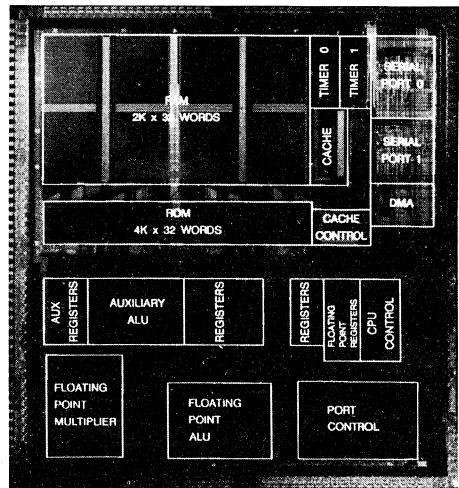 TIMER 0
TIMER 1
SERIAL
PORT 0
RDM
2K x 32 WORDS
CACHE
SERIAL
PORT 1
DMA
RDM
4K x 32 WORDS
CACHE
CONTROL
AUX
REGISTERS
AUXILIARY
ALU
REGISTERS
REGISTERS
FLOATING
POINT
REGISTERS
CPU
CONTROL
FLOATING
POINT
MULTIPLIER
FLOATING
POINT
ALU
PORT
CONTROL